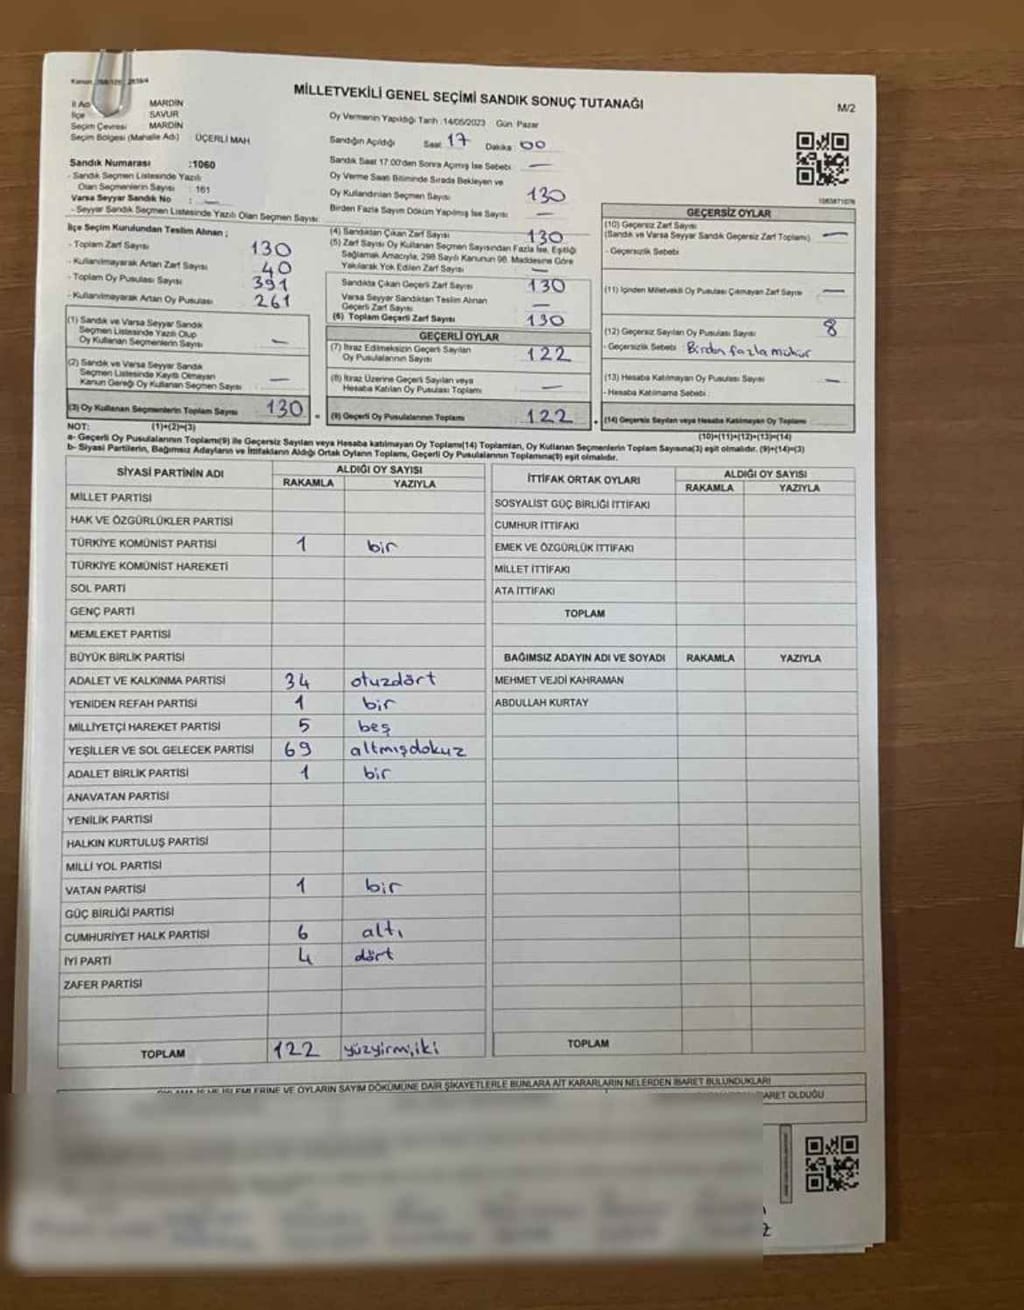 MİLLETVEKİLİ GENEL SEÇİMİ SANDIK SONUÇ TUTANAĞI
M/2
İl Adı MARDİN
İlçe SAVUR
Seçim Çevresi MARDİN
Seçim Bölgesi (Mahalle Adı) ÜÇERLİ MAH
Sandık Numarası :1060
- Sandık Seçmen Listesinde Yazılı
Olan Seçmenlerin Sayısı : 161
Varsa Seyyar Sandık No : —
- Seyyar Sandık Seçmen Listesinde Yazılı Olan Seçmen Sayısı:
Oy Vermenin Yapıldığı Tarih :14/05/2023 Gün: Pazar
Sandığın Açıldığı Saat 17 Dakika: 00
Sandık Saat 17:00'den Sonra Açılmış İse Sebebi —
Oy Verme Saati Bitiminde Sırada Bekleyen ve
Oy Kullandırılan Seçmen Sayısı 130
Birden Fazla Sayım Döküm Yapılmış İse Sayısı —
İlçe Seçim Kurulundan Teslim Alınan ;
- Toplam Zarf Sayısı 130
- Kullanılmayarak Artan Zarf Sayısı 40
- Toplam Oy Pusulası Sayısı 391
- Kullanılmayarak Artan Oy Pusulası 261
(1) Sandık ve Varsa Seyyar Sandık
Seçmen Listesinde Yazılı Olup
Oy Kullanan Seçmenlerin Sayısı —
(2) Sandık ve Varsa Seyyar Sandık
Seçmen Listesinde Kayıtlı Olmayan
Kanun Gereği Oy Kullanan Seçmen Sayısı —
(3) Oy Kullanan Seçmenlerin Toplam Sayısı 130
(4) Sandıktan Çıkan Zarf Sayısı 130
(5) Zarf Sayısı Oy Kullanan Seçmen Sayısından Fazla İse, Eşitliği
Sağlamak Amacıyla, 298 Sayılı Kanunun 98. Maddesine Göre
Yakılarak Yok Edilen Zarf Sayısı —
Sandıkta Çıkan Geçerli Zarf Sayısı 130
Varsa Seyyar Sandıktan Teslim Alınan
Geçerli Zarf Sayısı —
(6) Toplam Geçerli Zarf Sayısı 130
GEÇERLİ OYLAR
(7) İtiraz Edilmeksizin Geçerli Sayılan
Oy Pusulalarının Sayısı 122
(8) İtiraz Üzerine Geçerli Sayılan veya
Hesaba Katılan Oy Pusulası Toplamı —
(9) Geçerli Oy Pusulalarının Toplamı 122
GEÇERSİZ OYLAR
(10) Geçersiz Zarf Sayısı
(Sandık ve Varsa Seyyar Sandık Geçersiz Zarf Toplamı) —
- Geçersizlik Sebebi
(11) İçinden Milletvekili Oy Pusulası Çıkmayan Zarf Sayısı —
(12) Geçersiz Sayılan Oy Pusulası Sayısı 8
- Geçersizlik Sebebi : Birden fazla mühür
(13) Hesaba Katılmayan Oy Pusulası Sayısı —
- Hesaba Katılmama Sebebi :
(14) Geçersiz Sayılan veya Hesaba Katılmayan Oy Pusulası Toplamı
NOT: (1)+(2)=(3)
(10)+(11)+(12)+(13)=(14)
a- Geçerli Oy Pusulalarının Toplamı(9) ile Geçersiz Sayılan veya Hesaba katılmayan Oy Toplamı(14) Toplamları, Oy Kullanan Seçmenlerin Toplam Sayısına(3) eşit olmalıdır. (9)+(14)=(3)
b- Siyasi Partilerin, Bağımsız Adayların ve İttifakların Aldığı Ortak Oyların Toplamı, Geçerli Oy Pusulalarının Toplamına(9) eşit olmalıdır.
SİYASİ PARTİNİN ADI ALDIĞI OY SAYISI
RAKAMLA YAZIYLA
MİLLET PARTİSİ
HAK VE ÖZGÜRLÜKLER PARTİSİ
TÜRKİYE KOMÜNİST PARTİSİ 1 bir
TÜRKİYE KOMÜNİST HAREKETİ
SOL PARTİ
GENÇ PARTİ
MEMLEKET PARTİSİ
BÜYÜK BİRLİK PARTİSİ
ADALET VE KALKINMA PARTİSİ 34 otuzdört
YENİDEN REFAH PARTİSİ 1 bir
MİLLİYETÇİ HAREKET PARTİSİ 5 beş
YEŞİLLER VE SOL GELECEK PARTİSİ 69 altmışdokuz
ADALET BİRLİK PARTİSİ 1 bir
ANAVATAN PARTİSİ
YENİLİK PARTİSİ
HALKIN KURTULUŞ PARTİSİ
MİLLİ YOL PARTİSİ
VATAN PARTİSİ 1 bir
GÜÇ BİRLİĞİ PARTİSİ
CUMHURİYET HALK PARTİSİ 6 altı
İYİ PARTİ 4 dört
ZAFER PARTİSİ
TOPLAM 122 yüzyirmiiki
İTTİFAK ORTAK OYLARI ALDIĞI OY SAYISI
RAKAMLA YAZIYLA
SOSYALİST GÜÇ BİRLİĞİ İTTİFAKI
CUMHUR İTTİFAKI
EMEK VE ÖZGÜRLÜK İTTİFAKI
MİLLET İTTİFAKI
ATA İTTİFAKI
TOPLAM
BAĞIMSIZ ADAYIN ADI VE SOYADI RAKAMLA YAZIYLA
MEHMET VEJDİ KAHRAMAN
ABDULLAH KURTAY
TOPLAM
İŞLEMLERİNE VE OYLARIN SAYIM DÖKÜMÜNE DAİR ŞİKAYETLERLE BUNLARA AİT KARARLARIN NELERDEN İBARET BULUNDUKLARI
İBARET OLDUĞU